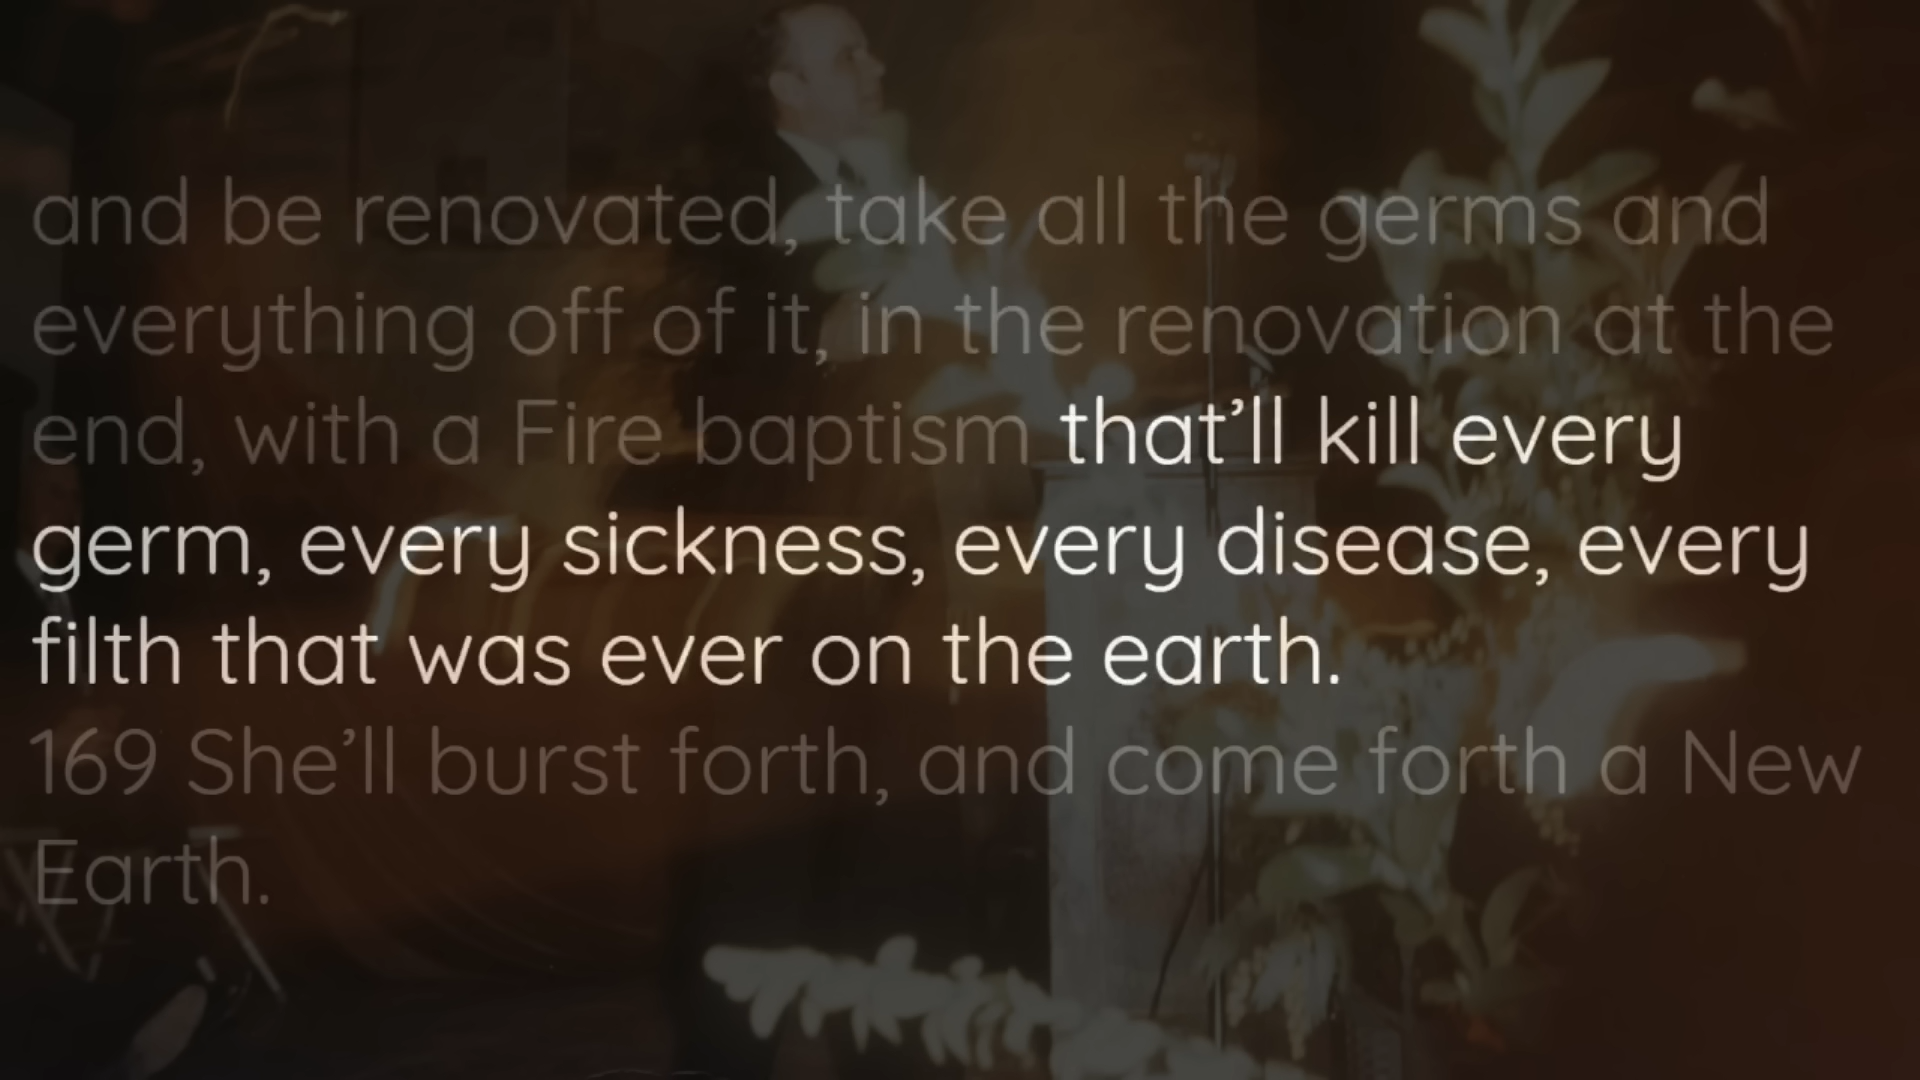 and be renovated, take all the germs and
everything off of it, in the renovation at the
end, with a Fire baptism that’ll kill every
germ, every sickness, every disease, every
filth that was ever on the earth.
169 She’ll burst forth, and come forth a New
Earth.